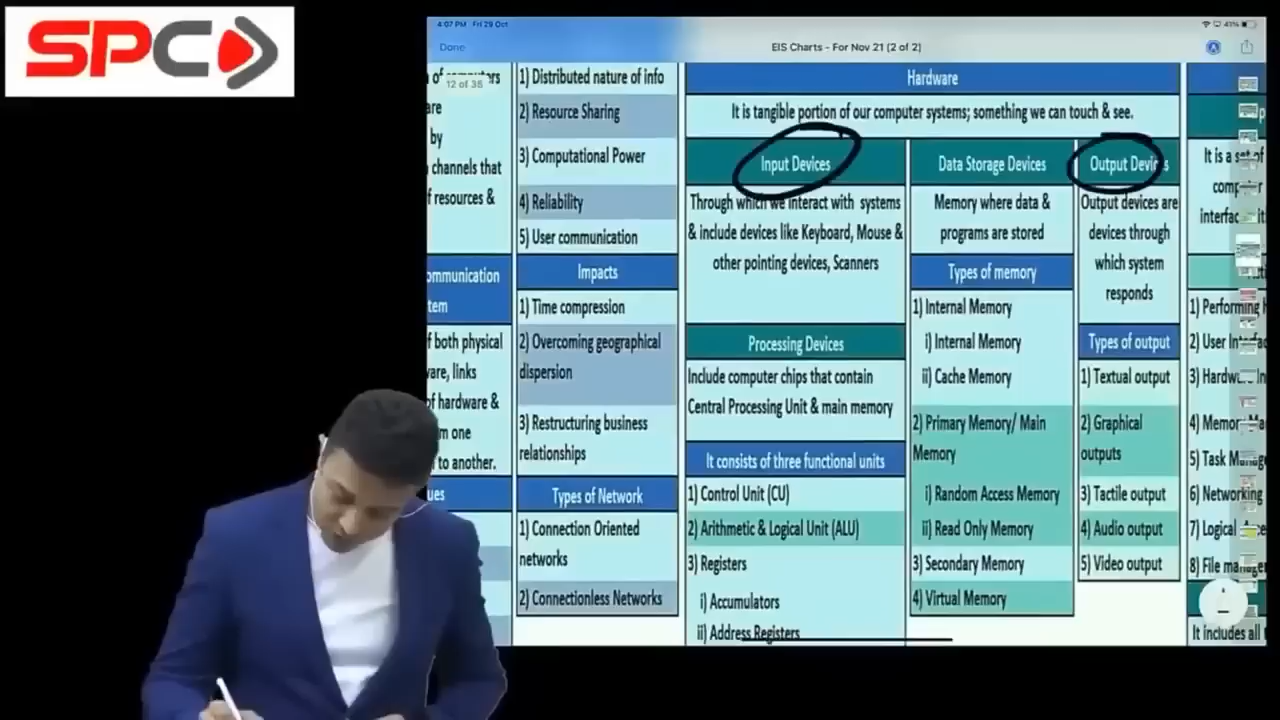 SPC
4:07 PM Fri 29 Oct
41%
Done
EIS Charts - For Nov 21 (2 of 2)
12 of 36
of computers
are
by
channels that
f resources &
ommunication
tem
f both physical
ware, links
of hardware &
m one
to another.
ues
1) Distributed nature of info
2) Resource Sharing
3) Computational Power
4) Reliability
5) User communication
Impacts
1) Time compression
2) Overcoming geographical
dispersion
3) Restructuring business
relationships
Types of Network
1) Connection Oriented
networks
2) Connectionless Networks
Hardware
It is tangible portion of our computer systems; something we can touch & see.
Input Devices
Through which we interact with systems
& include devices like Keyboard, Mouse &
other pointing devices, Scanners
Processing Devices
Include computer chips that contain
Central Processing Unit & main memory
It consists of three functional units
1) Control Unit (CU)
2) Arithmetic & Logical Unit (ALU)
3) Registers
i) Accumulators
ii) Address Registers
Data Storage Devices
Memory where data &
programs are stored
Types of memory
1) Internal Memory
i) Internal Memory
ii) Cache Memory
2) Primary Memory/ Main
Memory
i) Random Access Memory
ii) Read Only Memory
3) Secondary Memory
4) Virtual Memory
Output Devices
Output devices are
devices through
which system
responds
Types of output
1) Textual output
2) Graphical
outputs
3) Tactile output
4) Audio output
5) Video output
It is a set of
comp
interfac
1) Performing
2) User Interfa
3) Hardw
4) Memor
5) Task Manage
6) Networking
7) Logical
8) File manage
It includes all